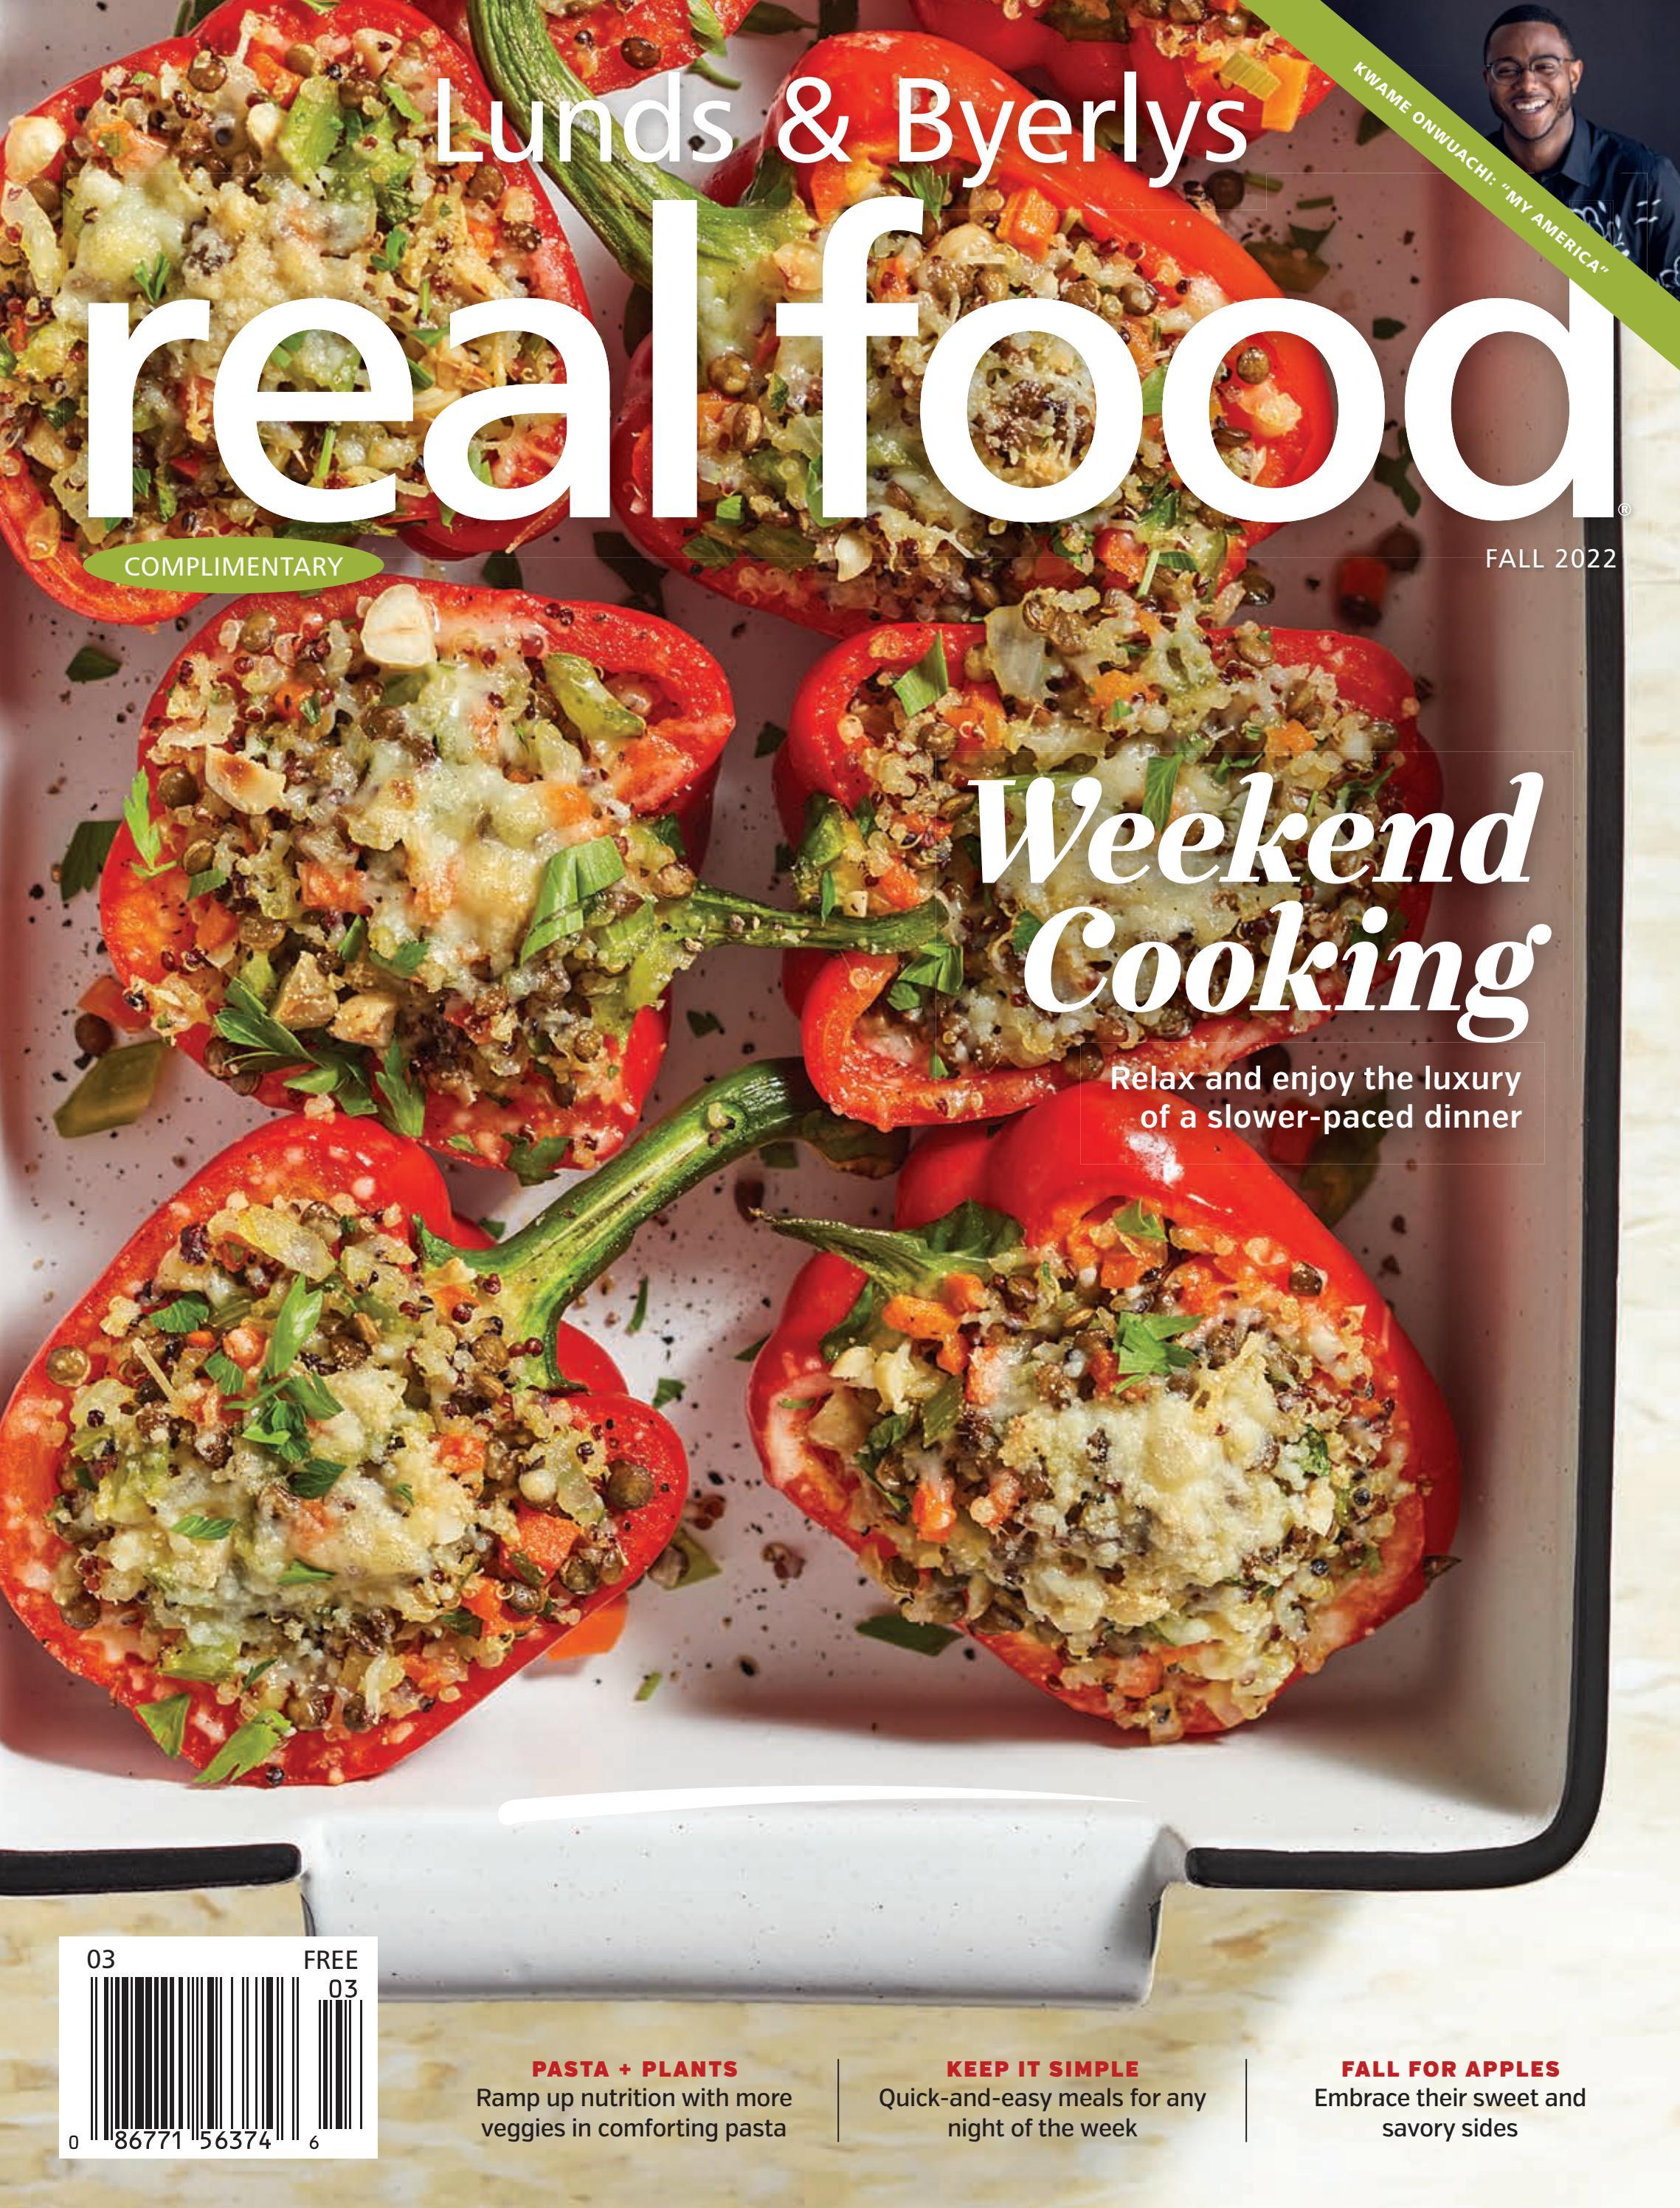 Lunds & Byerlys
KWAME ONWUACHI: “MY AMERICA”
real food®
COMPLIMENTARY
FALL 2022
Weekend
Cooking
Relax and enjoy the luxury
of a slower-paced dinner
03 FREE
03
0 86771 56374 6
PASTA + PLANTS
Ramp up nutrition with more
veggies in comforting pasta
KEEP IT SIMPLE
Quick-and-easy meals for any
night of the week
FALL FOR APPLES
Embrace their sweet and
savory sides